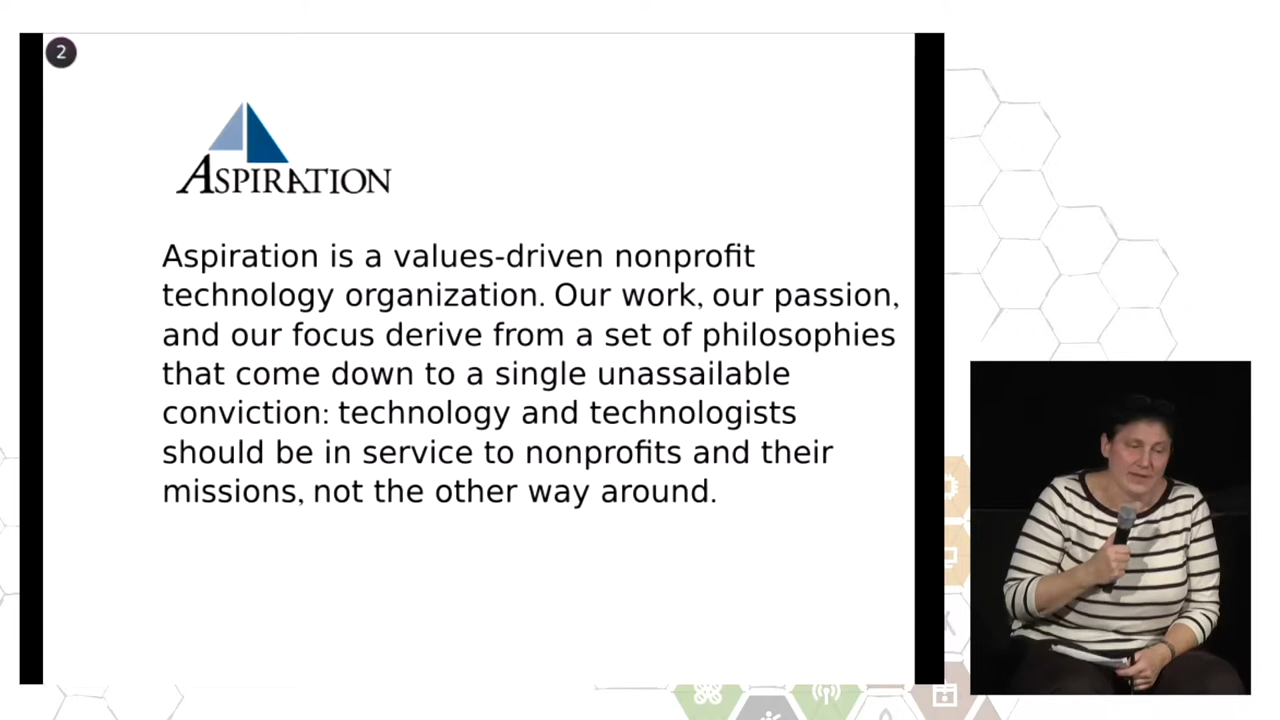 2
ASPIRATION
Aspiration is a values-driven nonprofit
technology organization. Our work, our passion,
and our focus derive from a set of philosophies
that come down to a single unassailable
conviction: technology and technologists
should be in service to nonprofits and their
missions, not the other way around.